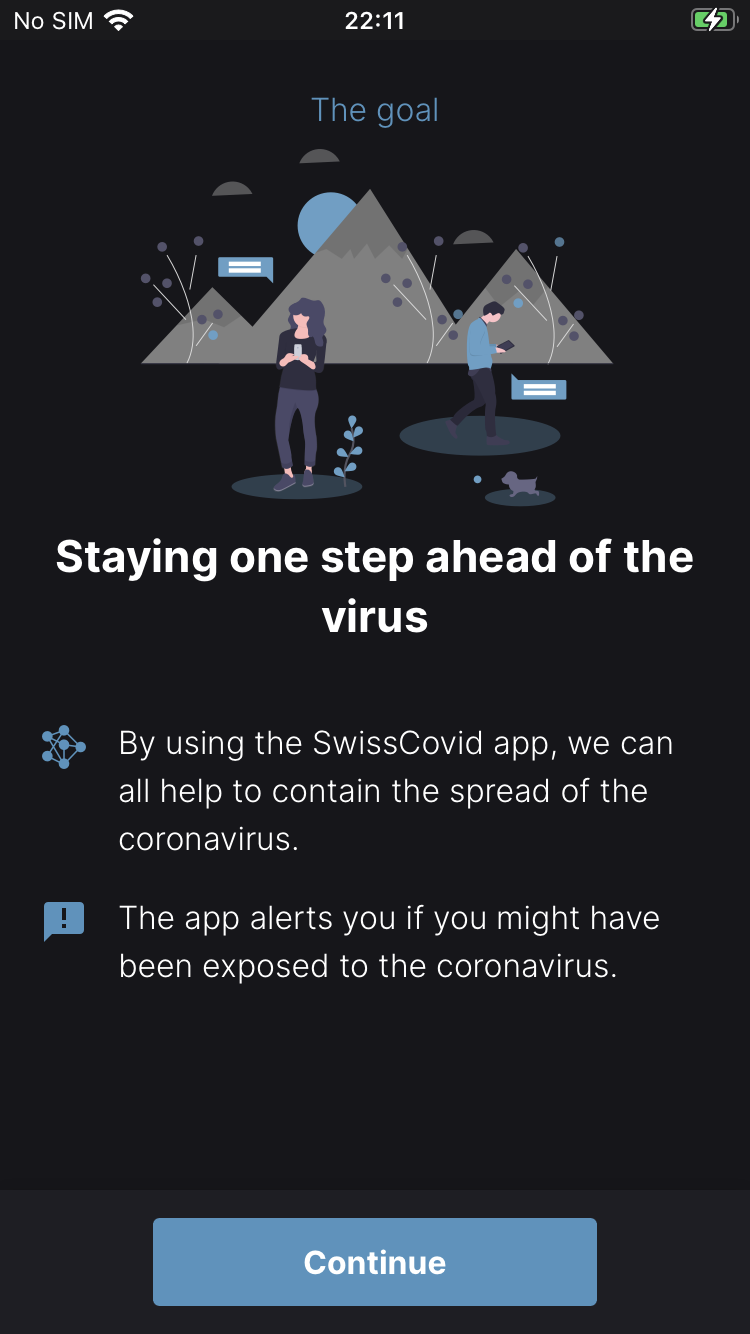 No SIM 22:11
The goal
Staying one step ahead of the
virus
By using the SwissCovid app, we can
all help to contain the spread of the
coronavirus.
The app alerts you if you might have
been exposed to the coronavirus.
Continue